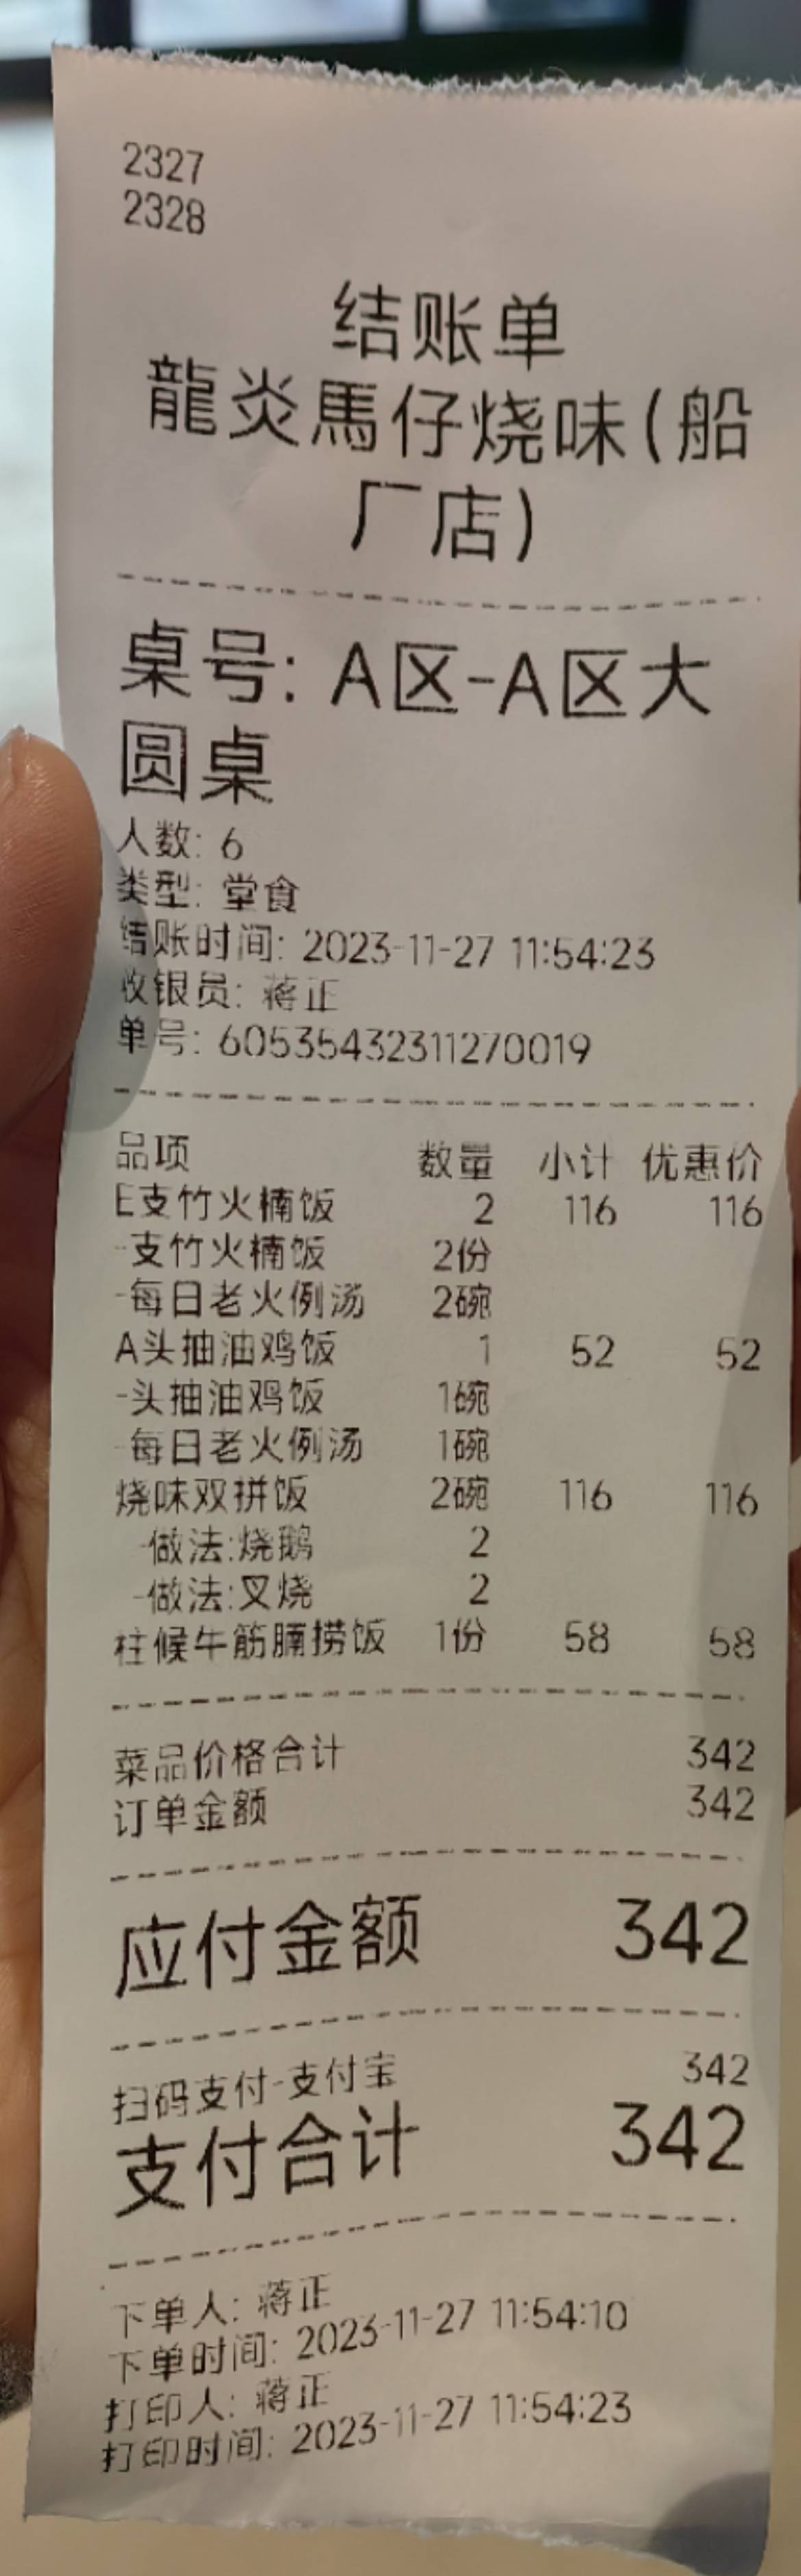 2327
2328
结账单
龍炎馬仔烧味(船
厂店)
桌号: A区-A区大
圆桌
人数: 6
类型: 堂食
结账时间: 2023-11-27 11:54:23
收银员: 蒋正
单号: 605354432311270019
品项 数量 小计 优惠价
E支竹火楠饭 2 116 116
-支竹火楠饭 2份
-每日老火例汤 2碗
A头抽油鸡饭 1 52 52
-头抽油鸡饭 1碗
-每日老火例汤 1碗
烧味双拼饭 2碗 116 116
-做法:烧鹅 2
-做法:叉烧 2
柱候牛筋腩捞饭 1份 58 58
菜品价格合计 342
订单金额 342
应付金额 342
扫码支付-支付宝 342
支付合计 342
下单人: 蒋正
下单时间: 2023-11-27 11:54:10
打印人: 蒋正
打印时间: 2023-11-27 11:54:23